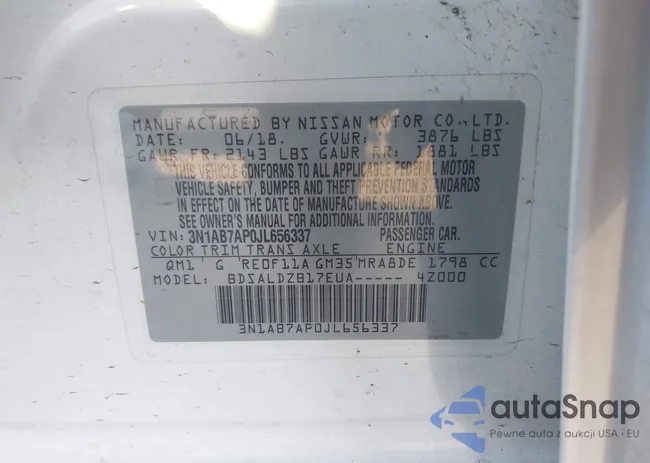 MANUFACTURED BY NISSAN MOTOR CO.,LTD.
DATE: 06/18. GVWR: 3876 LBS
GAWR FR: 2143 LBS GAWR RR: 1881 LBS
THIS VEHICLE CONFORMS TO ALL APPLICABLE FEDERAL MOTOR
VEHICLE SAFETY, BUMPER AND THEFT PREVENTION STANDARDS
IN EFFECT ON THE DATE OF MANUFACTURE SHOWN ABOVE.
SEE OWNER'S MANUAL FOR ADDITIONAL INFORMATION.
VIN: 3N1AB7AP0JL656337 PASSENGER CAR.
COLOR TRIM TRANS AXLE ENGINE
QM1 G RE0F11A GM35 MRA8DE 1798 CC
MODEL: BDSALDZB17EUA----- 4Z000
3N1AB7AP0JL656337
autaSnap
Pewne auta z aukcji USA i EU